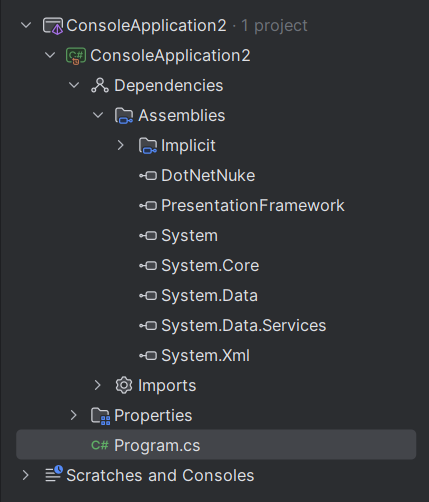 ConsoleApplication2 · 1 project
C# ConsoleApplication2
Dependencies
Assemblies
Implicit
DotNetNuke
PresentationFramework
System
System.Core
System.Data
System.Data.Services
System.Xml
Imports
Properties
C# Program.cs
Scratches and Consoles